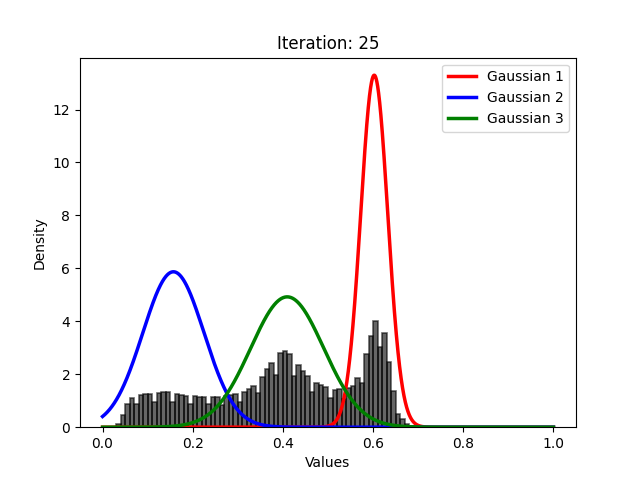 Iteration: 25
Gaussian 1
Gaussian 2
Gaussian 3
Density
12
10
8
6
4
2
0
0.0 0.2 0.4 0.6 0.8 1.0
Values